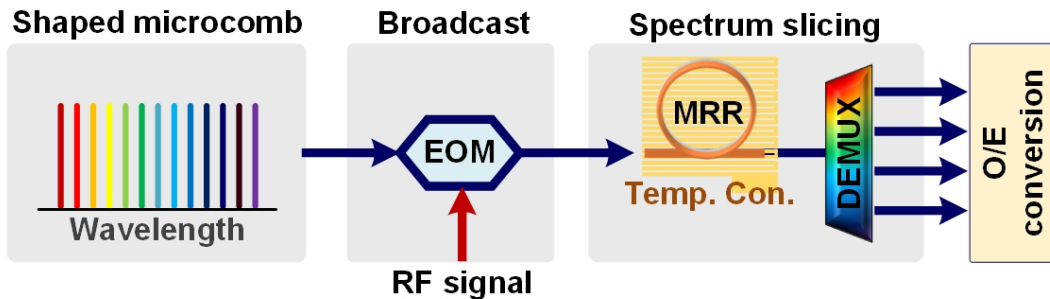 Shaped microcomb
Broadcast
Spectrum slicing
Wavelength
EOM
RF signal
MRR
Temp. Con.
DEMUX
O/E
conversion